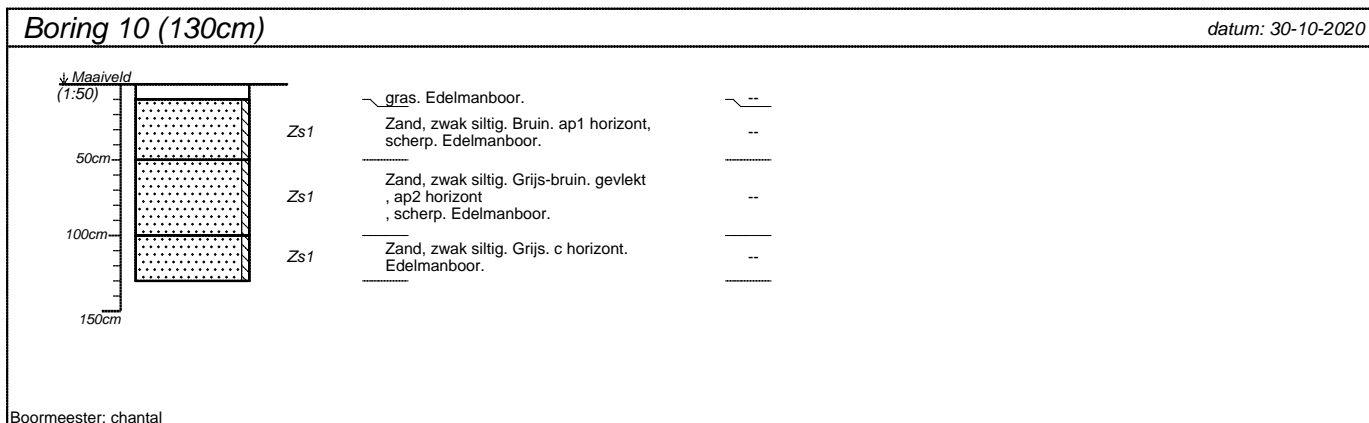 Boring 10 (130cm)
datum: 30-10-2020
Maaiveld
(1:50)
gras. Edelmanboor.
--
Zs1
Zand, zwak siltig. Bruin. ap1 horizont,
scherp. Edelmanboor.
--
50cm
Zs1
Zand, zwak siltig. Grijs-bruin. gevlekt
, ap2 horizont
, scherp. Edelmanboor.
--
100cm
Zs1
Zand, zwak siltig. Grijs. c horizont.
Edelmanboor.
--
150cm
Boormeester: chantal